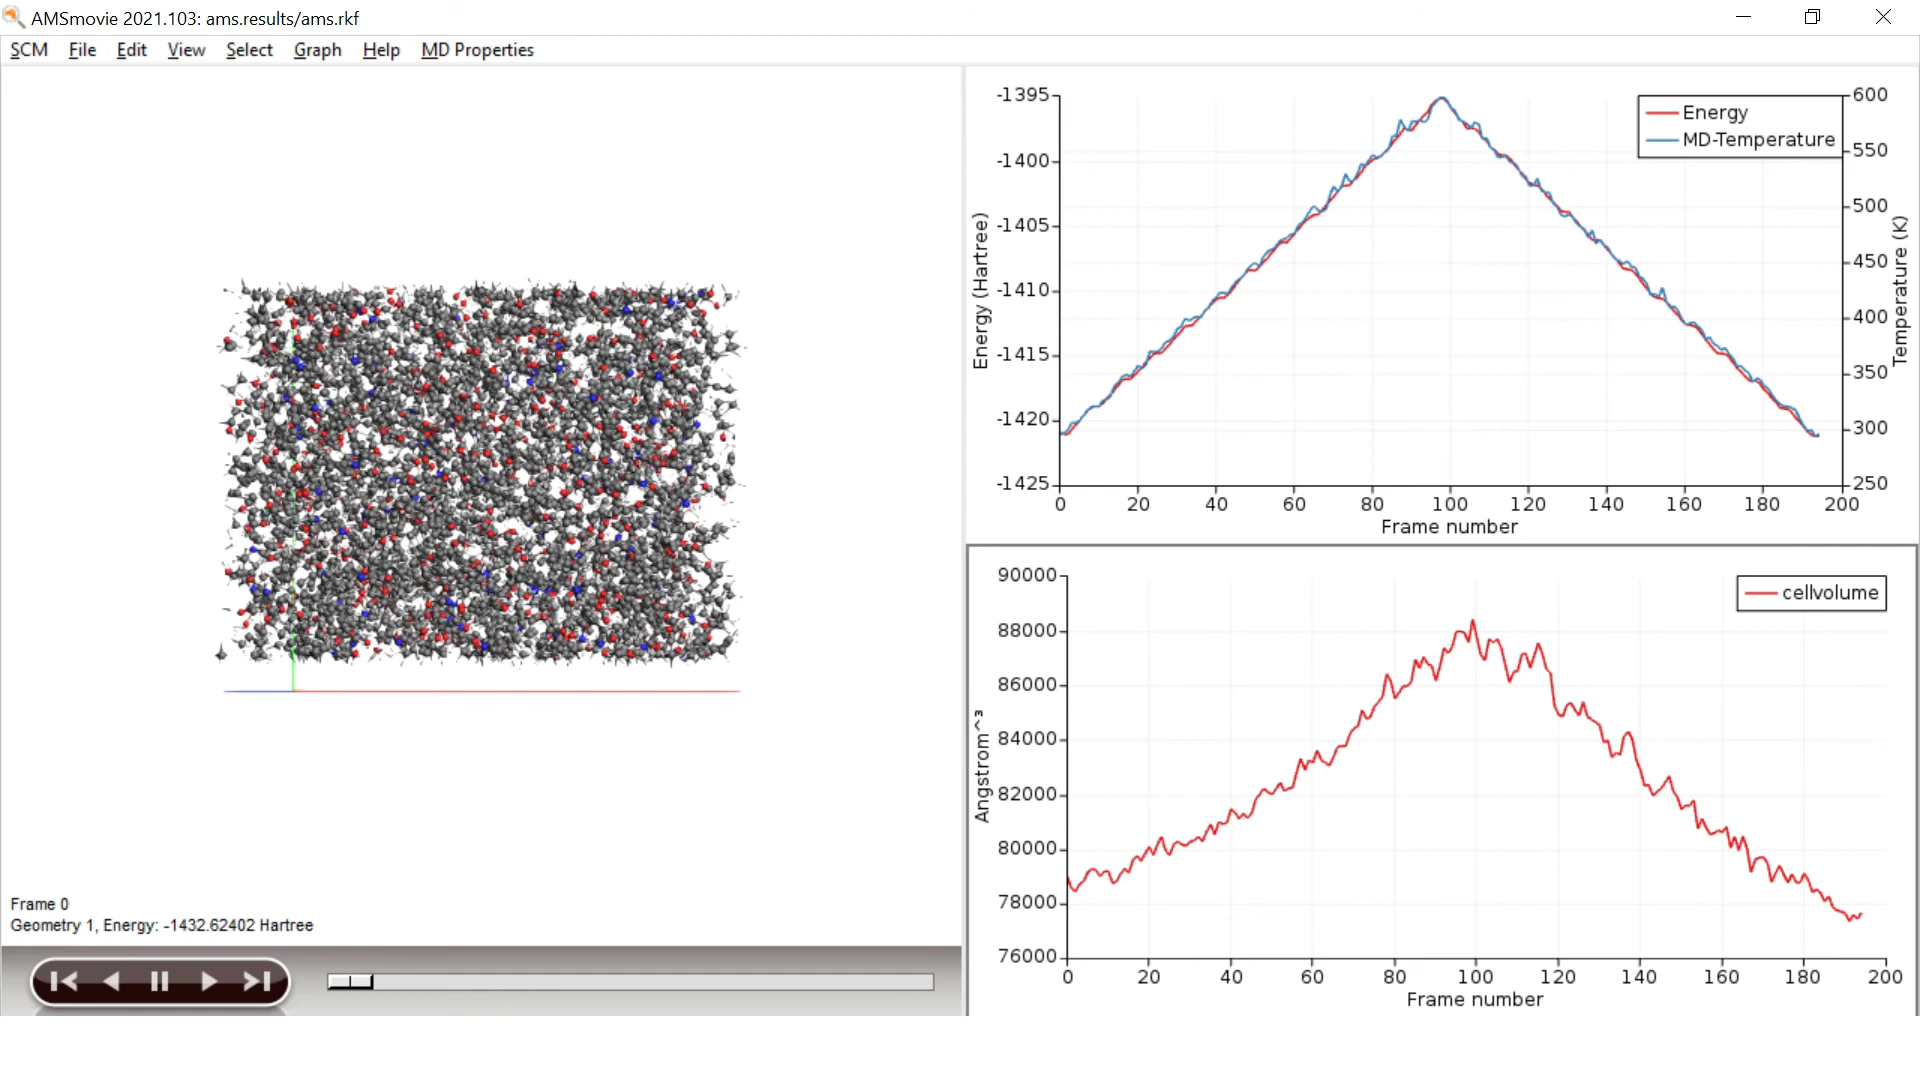 AMSmovie 2021.103: ams.results/ams.rkf
SCM File Edit View Select Graph Help MD Properties
-1395
-1400
-1405
-1410
-1415
-1420
-1425
Energy (Hartree)
Energy
MD-Temperature
600
550
500
450
400
350
300
250
Temperature (K)
0 20 40 60 80 100 120 140 160 180 200
Frame number
90000
88000
86000
84000
82000
80000
78000
76000
Angstrom^3
cellvolume
0 20 40 60 80 100 120 140 160 180 200
Frame number
Frame 0
Geometry 1, Energy: -1432.62402 Hartree